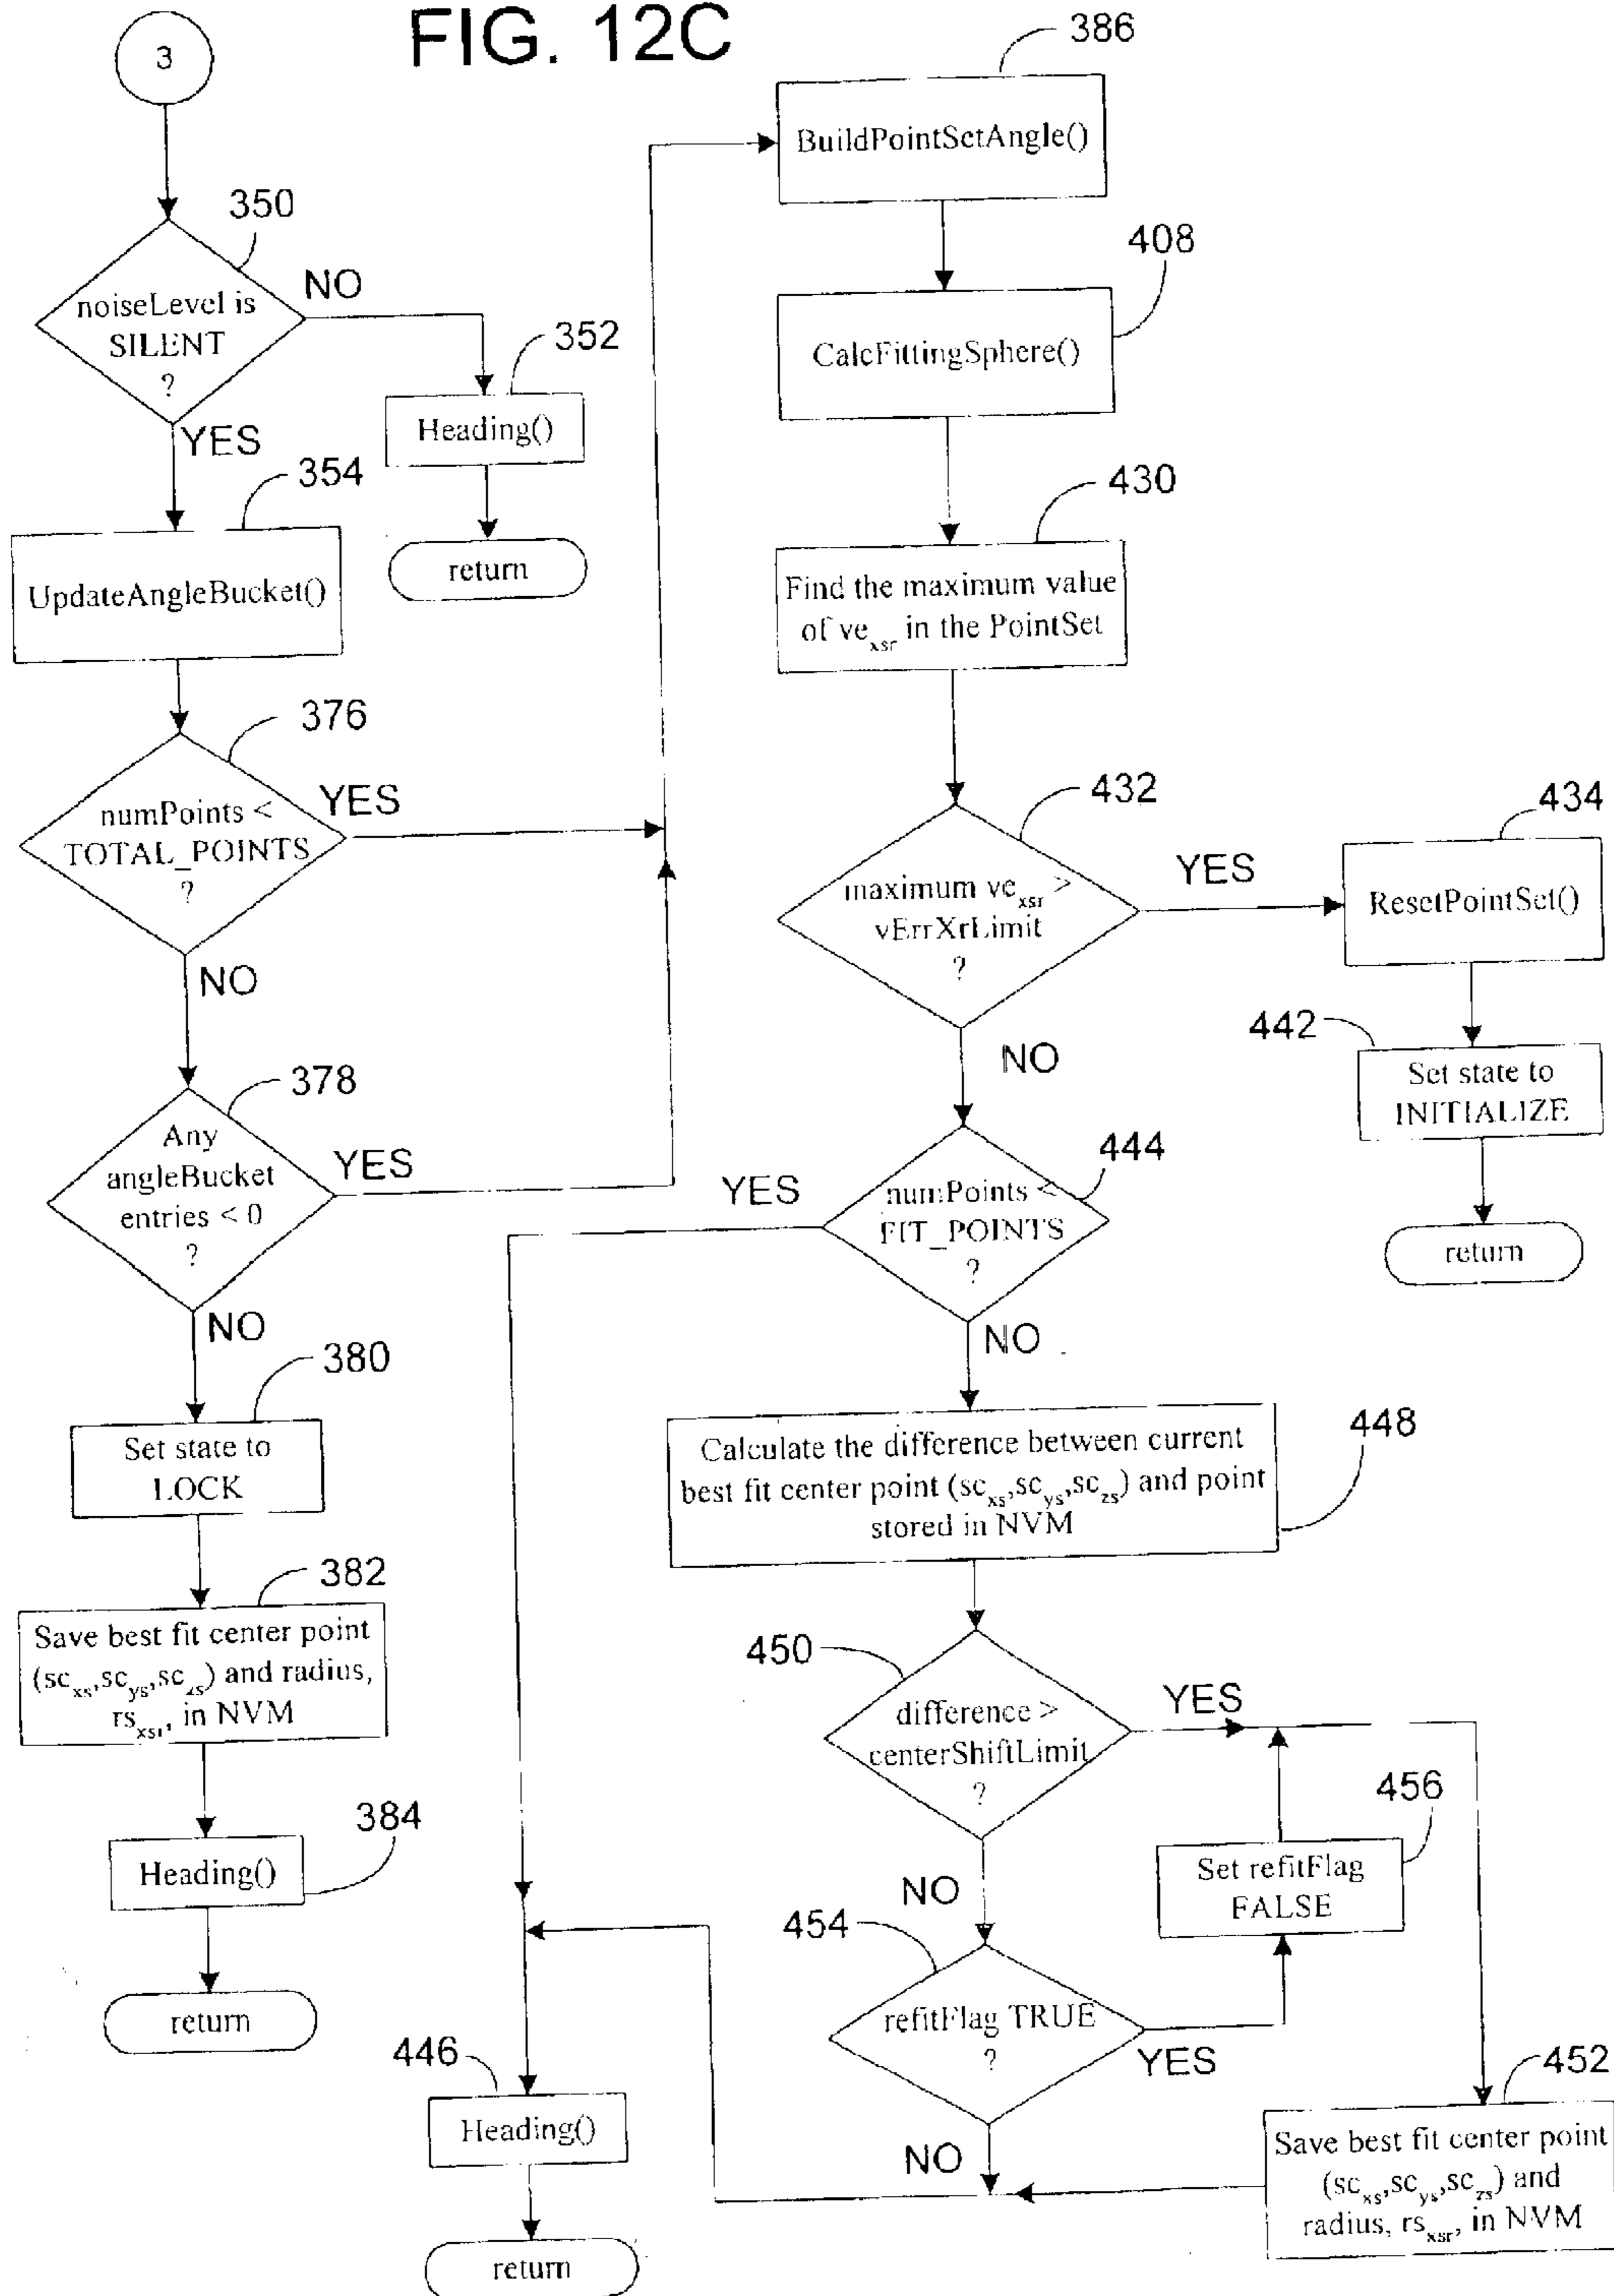 FIG. 12C
3
350
noiseLevel is
SILENT
?
NO
YES
352
Heading()
return
354
UpdateAngleBucket()
376
numPoints <
TOTAL_POINTS
?
YES
NO
378
Any
angleBucket
entries < 0
?
YES
NO
380
Set state to
LOCK
382
Save best fit center point
(sc_xs,sc_ys,sc_zs) and radius,
rs_xsr, in NVM
384
Heading()
return
386
BuildPointSetAngle()
408
CalcFittingSphere()
430
Find the maximum value
of ve_xsr in the PointSet
432
maximum ve_xsr >
vErrXrLimit
?
YES
NO
434
ResetPointSet()
442
Set state to
INITIALIZE
return
444
numPoints <
FIT_POINTS
?
YES
NO
448
Calculate the difference between current
best fit center point (sc_xs,sc_ys,sc_zs) and point
stored in NVM
450
difference >
centerShiftLimit
?
YES
NO
456
Set refitFlag
FALSE
454
refitFlag TRUE
?
YES
NO
452
Save best fit center point
(sc_xs,sc_ys,sc_zs) and
radius, rs_xsr, in NVM
446
Heading()
return